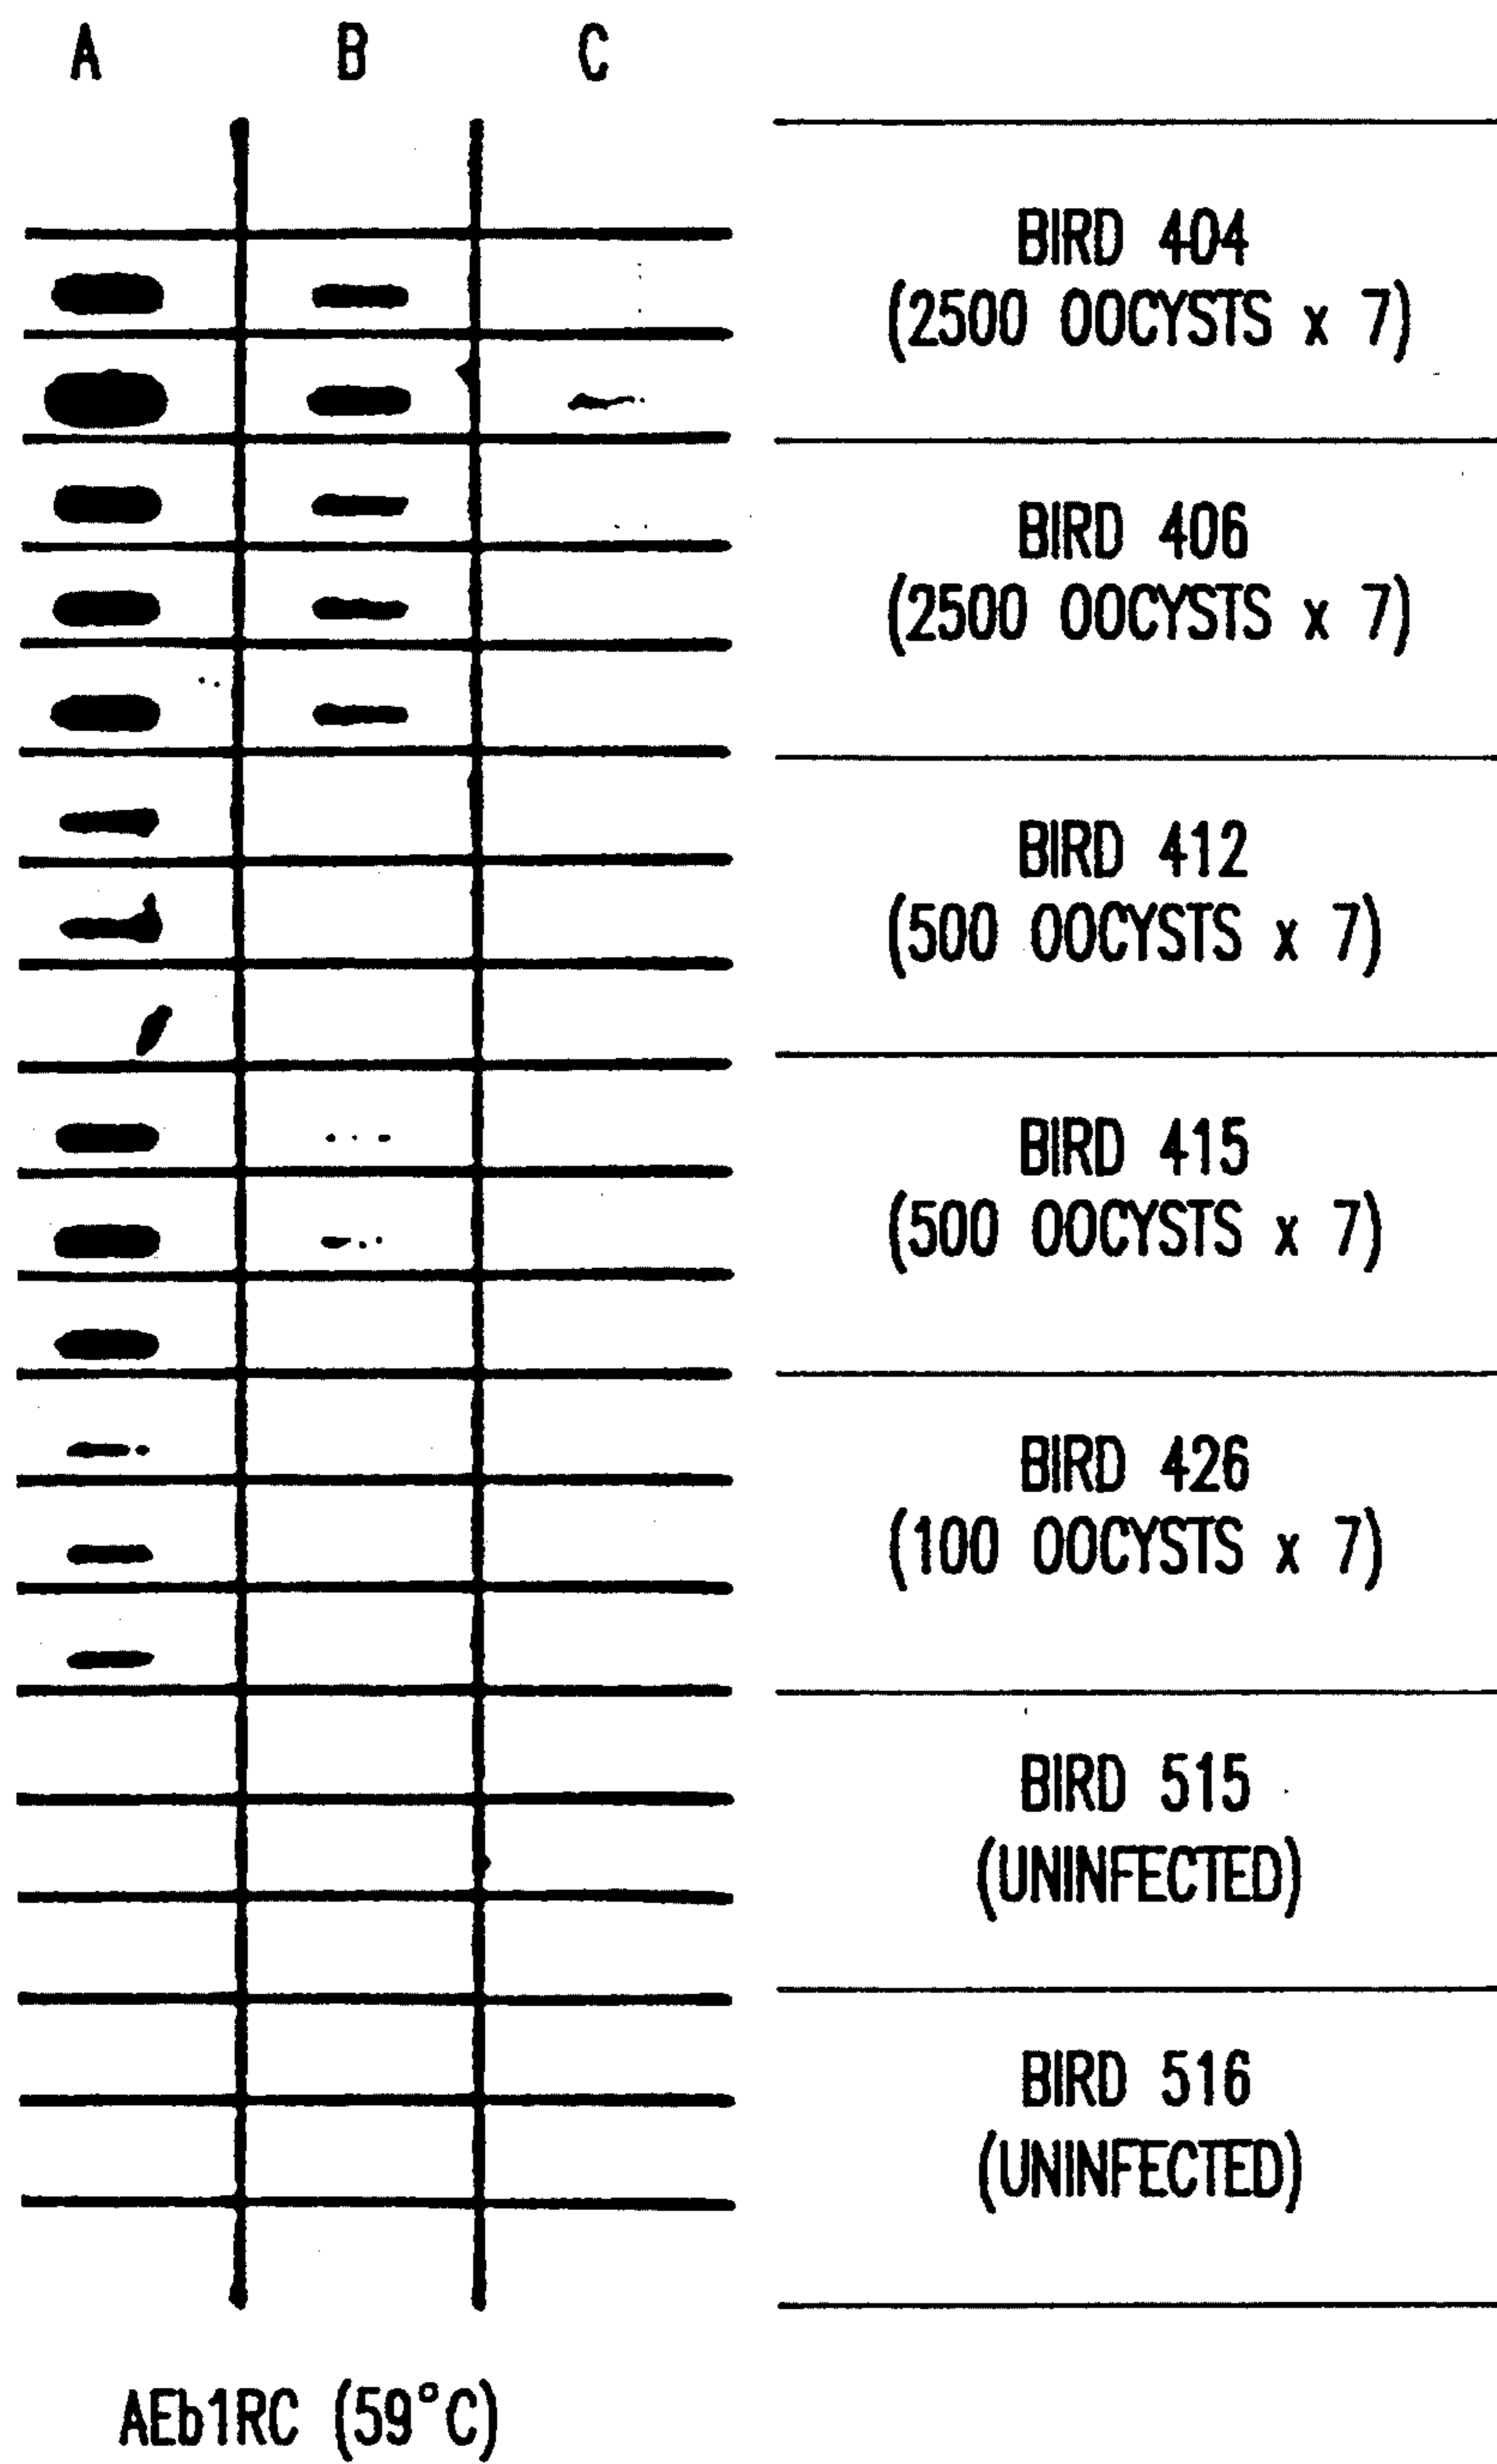 A B C
BIRD 404
(2500 OOCYSTS x 7)
BIRD 406
(2500 OOCYSTS x 7)
BIRD 412
(500 OOCYSTS x 7)
BIRD 415
(500 OOCYSTS x 7)
BIRD 426
(100 OOCYSTS x 7)
BIRD 515
(UNINFECTED)
BIRD 516
(UNINFECTED)
AEb1RC (59°C)